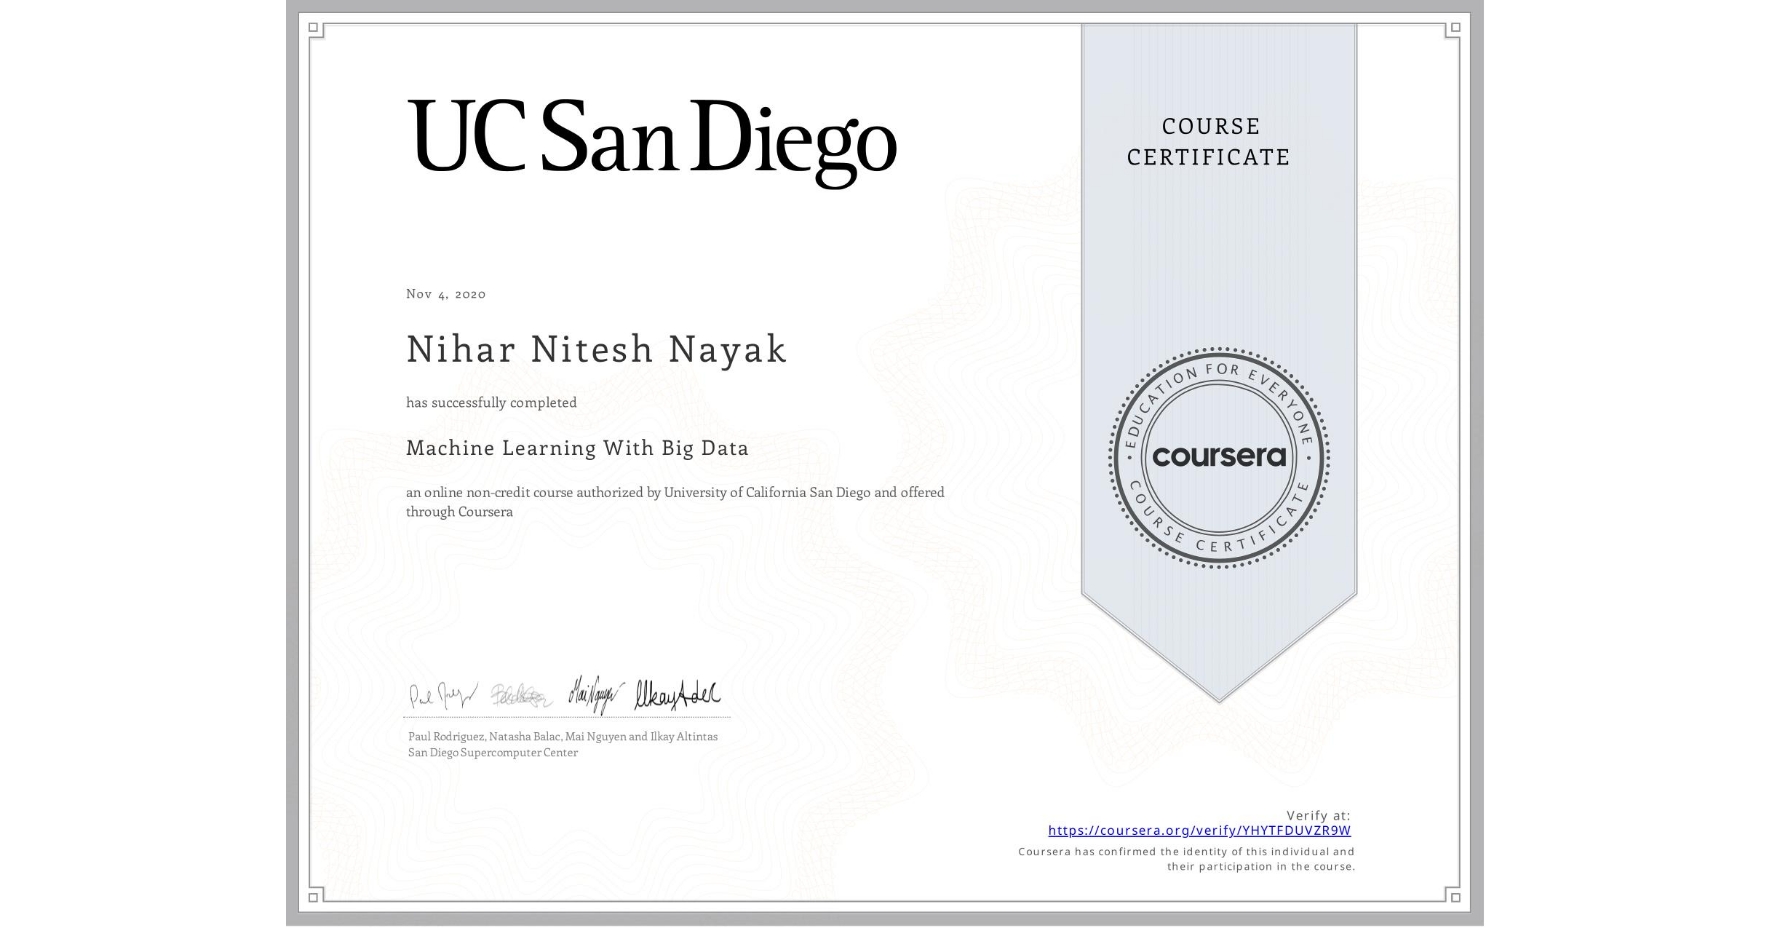 UC San Diego
COURSE
CERTIFICATE
Nov 4, 2020
Nihar Nitesh Nayak
has successfully completed
Machine Learning With Big Data
an online non-credit course authorized by University of California San Diego and offered
through Coursera
EDUCATION FOR EVERYONE
coursera
COURSE CERTIFICATE
Paul Rodriguez, Natasha Balac, Mai Nguyen and Ilkay Altintas
San Diego Supercomputer Center
Verify at:
https://coursera.org/verify/YHYTFDUVZR9W
Coursera has confirmed the identity of this individual and
their participation in the course.